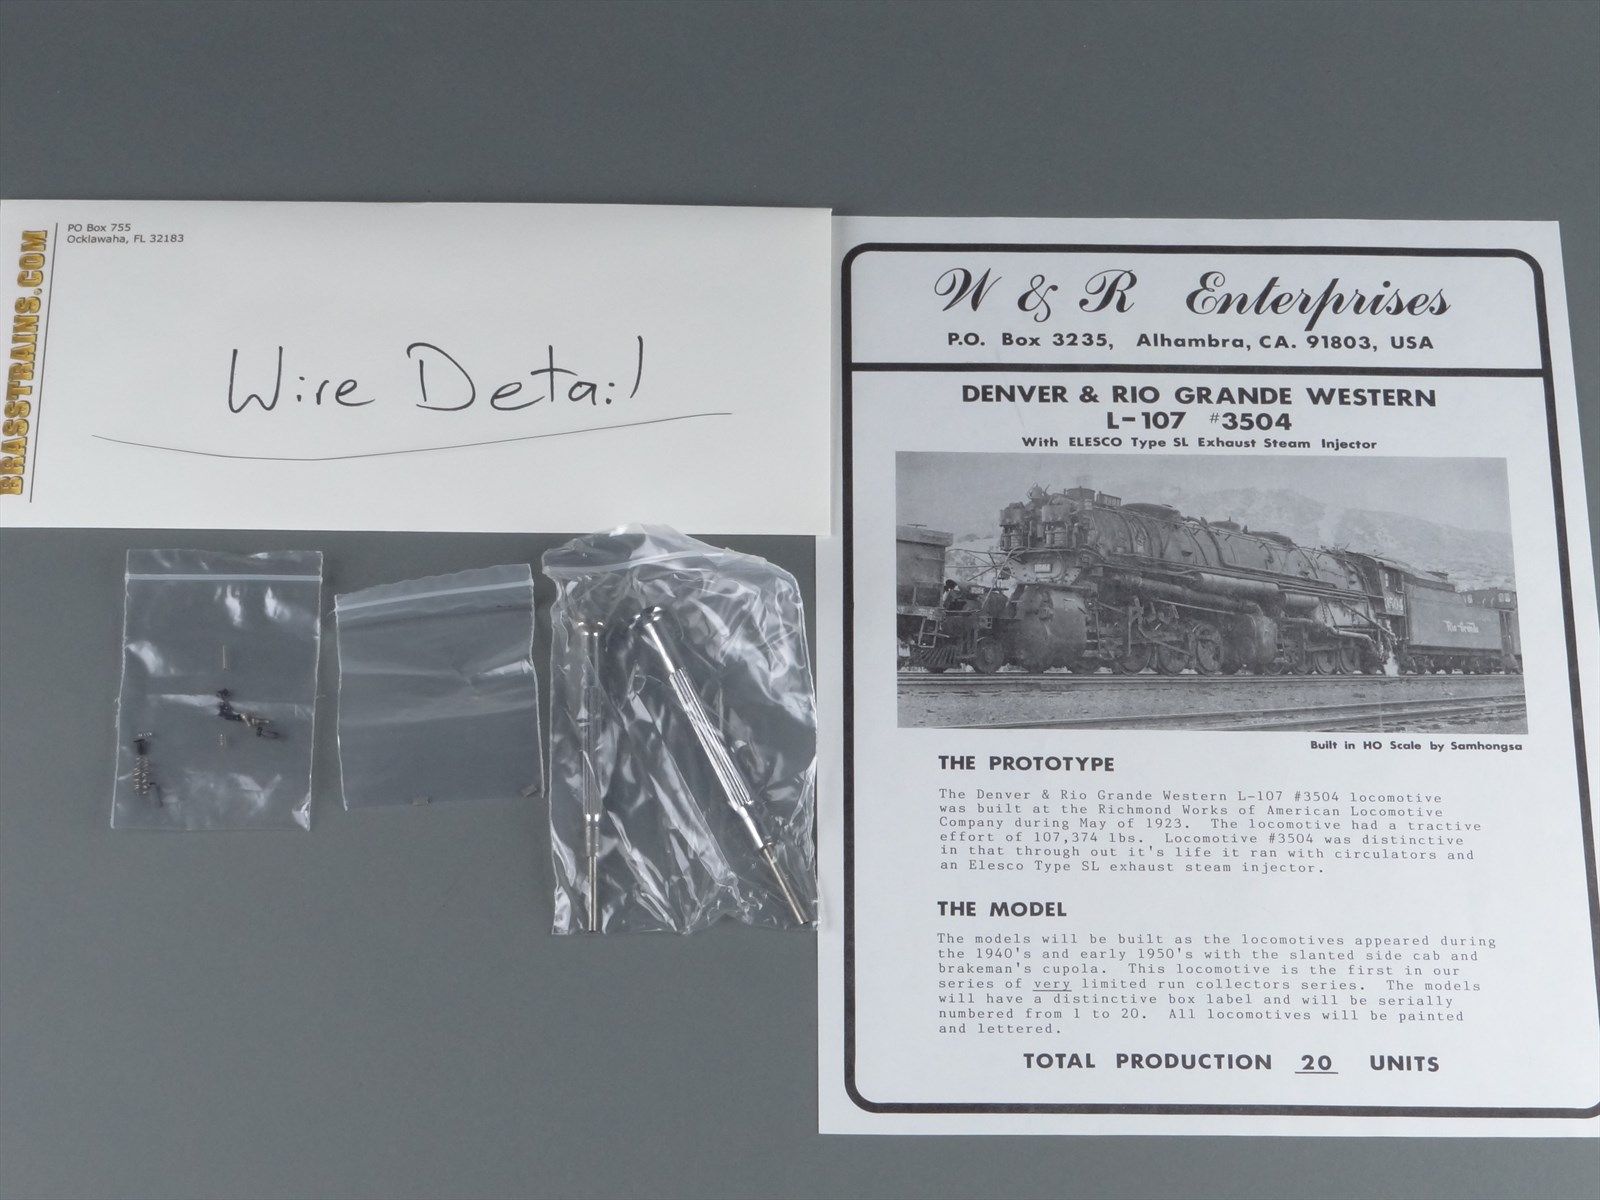 BRASSTRAINS.COM
PO Box 755
Ocklawaha, FL 32183
Wire Detail
W & R Enterprises
P.O. Box 3235, Alhambra, CA. 91803, USA
DENVER & RIO GRANDE WESTERN
L-107 #3504
With ELESCO Type SL Exhaust Steam Injector
3504
Rio Grande
Built in HO Scale by Samhongsa
THE PROTOTYPE
The Denver & Rio Grande Western L-107 #3504 locomotive
was built at the Richmond Works of American Locomotive
Company during May of 1923. The locomotive had a tractive
effort of 107,374 lbs. Locomotive #3504 was distinctive
in that through out it's life it ran with circulators and
an Elesco Type SL exhaust steam injector.
THE MODEL
The models will be built as the locomotives appeared during
the 1940's and early 1950's with the slanted side cab and
brakeman's cupola. This locomotive is the first in our
series of very limited run collectors series. The models
will have a distinctive box label and will be serially
numbered from 1 to 20. All locomotives will be painted
and lettered.
TOTAL PRODUCTION 20 UNITS